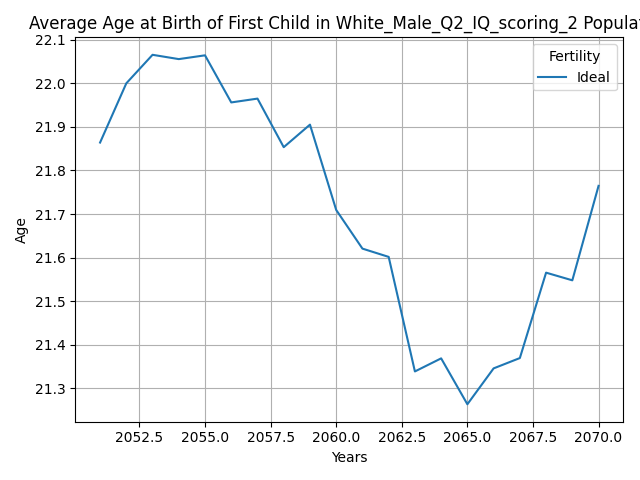 Average Age at Birth of First Child in White_Male_Q2_IQ_scoring_2 Popula
Fertility
Ideal
22.1
22.0
21.9
21.8
21.7
21.6
21.5
21.4
21.3
Age
2052.5 2055.0 2057.5 2060.0 2062.5 2065.0 2067.5 2070.0
Years